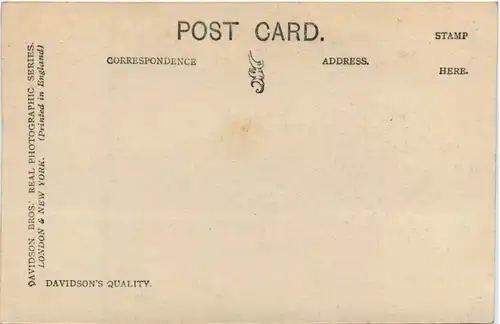 POST CARD.
STAMP
CORRESPONDENCE
ADDRESS.
HERE.
DAVIDSON BROS.' REAL PHOTOGRAPHIC SERIES.
LONDON & NEW YORK. (Printed in England)
DAVIDSON'S QUALITY.